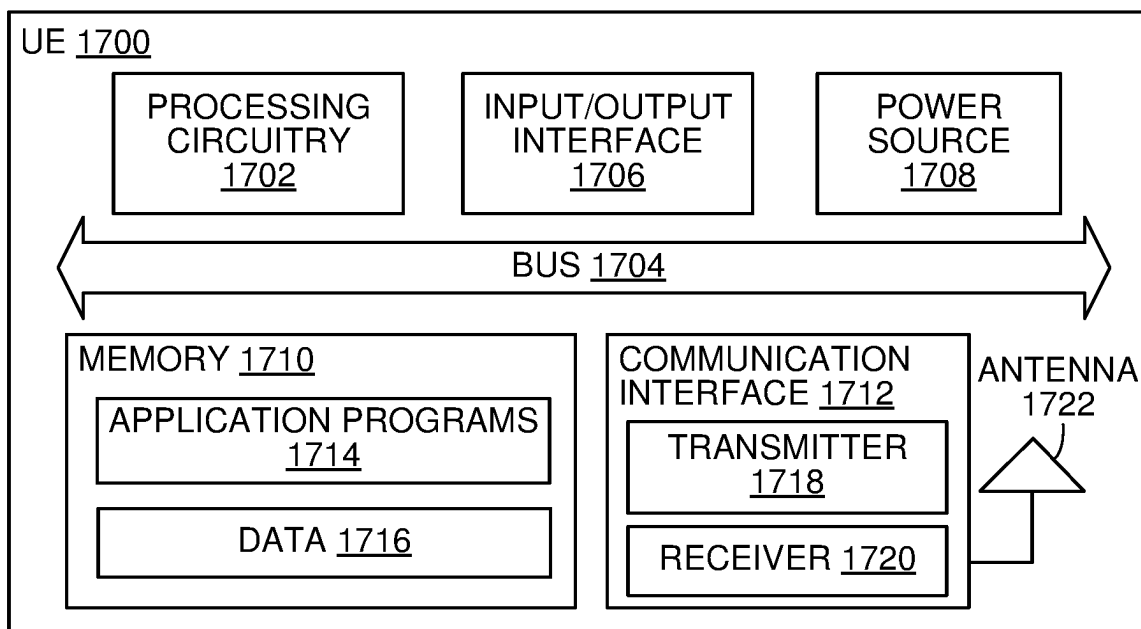 UE 1700
PROCESSING
CIRCUITRY
1702
INPUT/OUTPUT
INTERFACE
1706
POWER
SOURCE
1708
BUS 1704
MEMORY 1710
APPLICATION PROGRAMS
1714
DATA 1716
COMMUNICATION
INTERFACE 1712
TRANSMITTER
1718
RECEIVER 1720
ANTENNA
1722